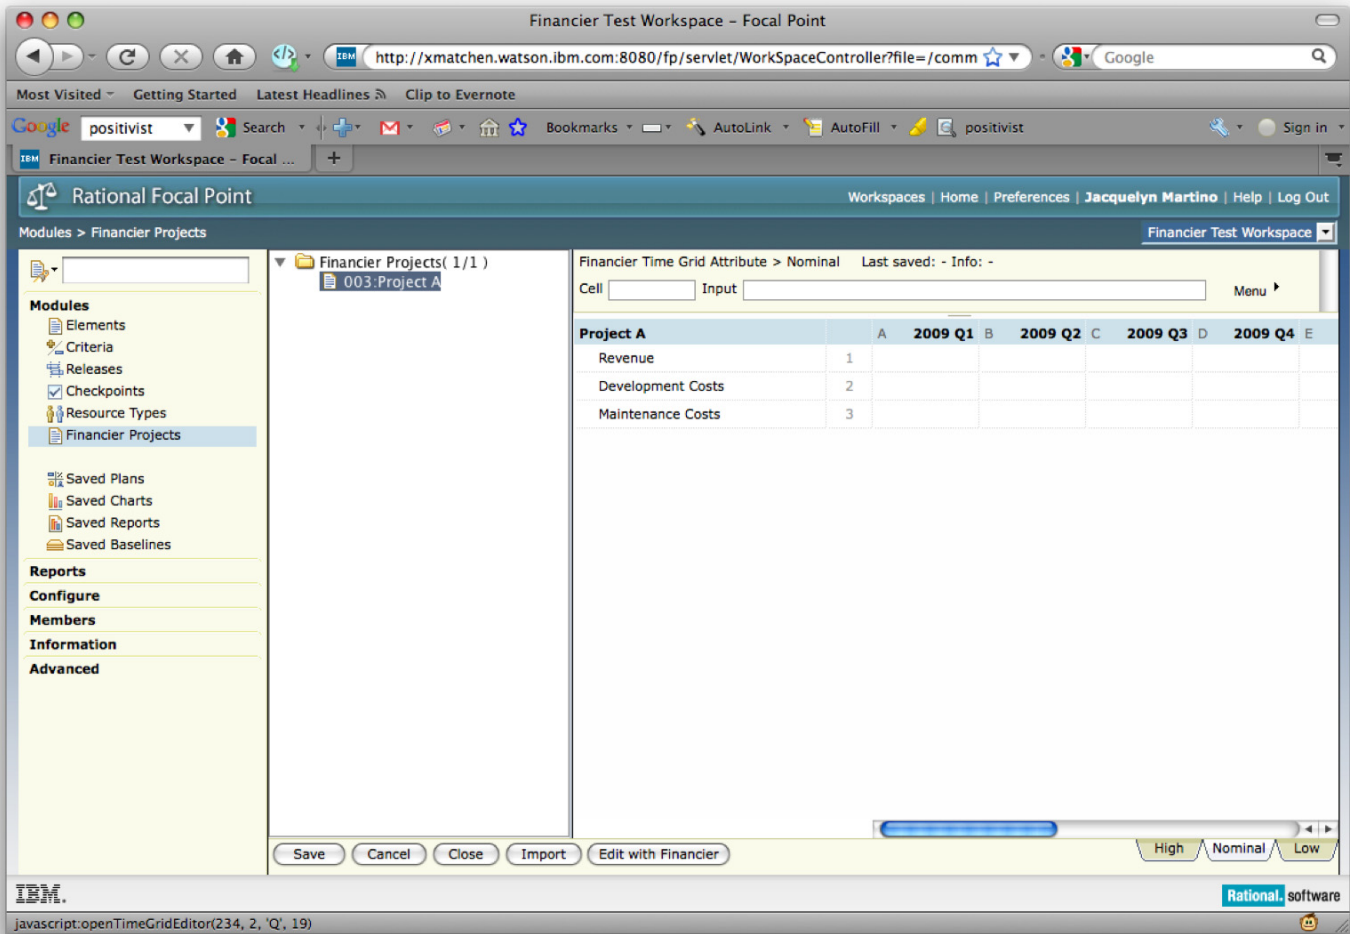 Financier Test Workspace – Focal Point
http://xmatchen.watson.ibm.com:8080/fp/servlet/WorkSpaceController?file=/comm
Google
Most Visited Getting Started Latest Headlines Clip to Evernote
Google positivist Search Bookmarks AutoLink AutoFill positivist Sign in
IBM Financier Test Workspace – Focal ... +
Rational Focal Point
Workspaces | Home | Preferences | Jacquelyn Martino | Help | Log Out
Modules > Financier Projects
Financier Test Workspace
Modules
Elements
Criteria
Releases
Checkpoints
Resource Types
Financier Projects
Saved Plans
Saved Charts
Saved Reports
Saved Baselines
Reports
Configure
Members
Information
Advanced
Financier Projects( 1/1 )
003:Project A
Financier Time Grid Attribute > Nominal Last saved: - Info: -
Cell Input Menu
Project A A 2009 Q1 B 2009 Q2 C 2009 Q3 D 2009 Q4 E
Revenue 1
Development Costs 2
Maintenance Costs 3
Save Cancel Close Import Edit with Financier
High Nominal Low
IBM.
Rational. software
javascript:openTimeGridEditor(234, 2, 'Q', 19)